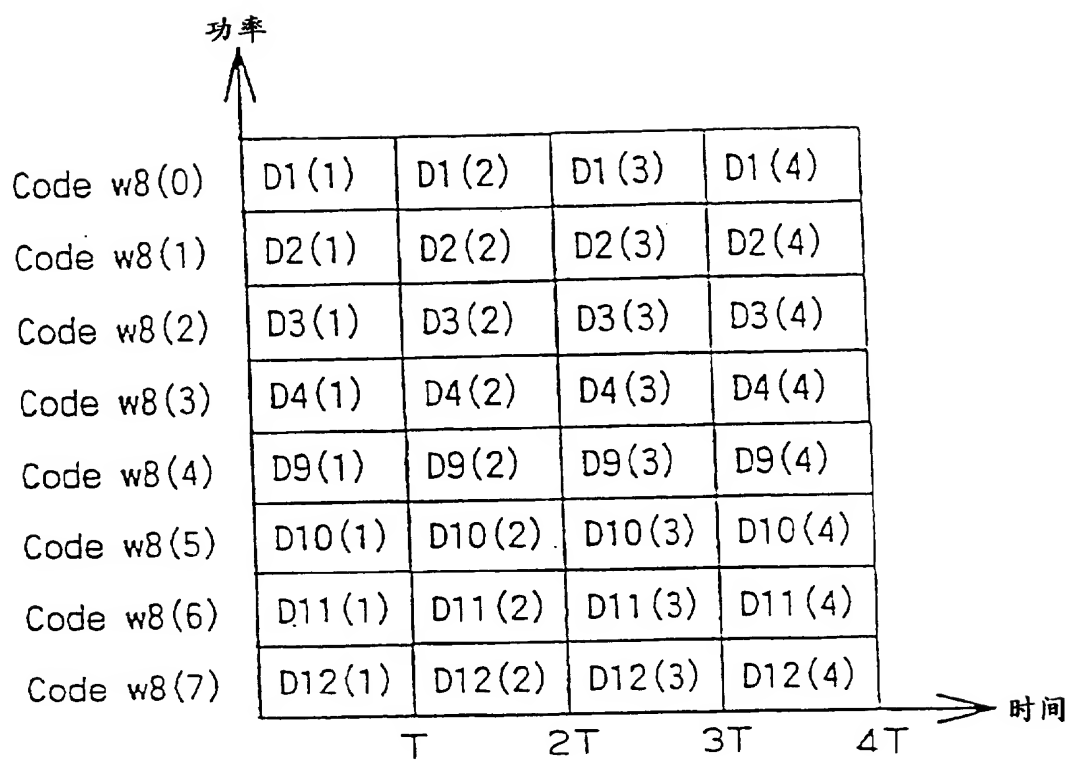 功率
Code w8(0) D1(1) D1(2) D1(3) D1(4)
Code w8(1) D2(1) D2(2) D2(3) D2(4)
Code w8(2) D3(1) D3(2) D3(3) D3(4)
Code w8(3) D4(1) D4(2) D4(3) D4(4)
Code w8(4) D9(1) D9(2) D9(3) D9(4)
Code w8(5) D10(1) D10(2) D10(3) D10(4)
Code w8(6) D11(1) D11(2) D11(3) D11(4)
Code w8(7) D12(1) D12(2) D12(3) D12(4)
时间
T 2T 3T 4T